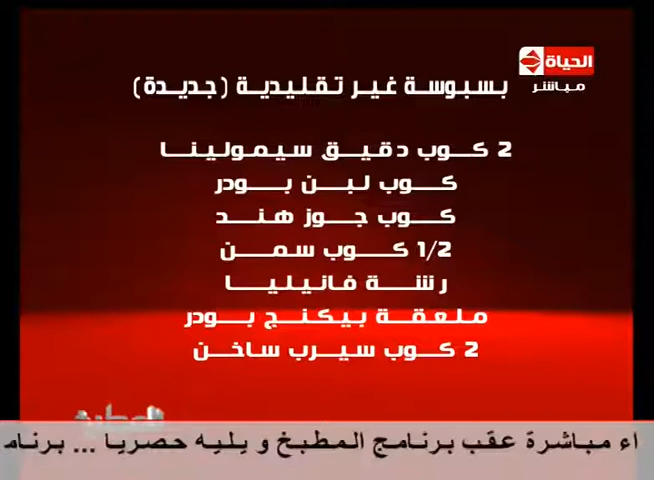 الحياة
مباشر
بسبوسة غير تقليدية (جديدة)
2 كوب دقيق سيمولينا
كوب لبن بودر
كوب جوز هند
1/2 كوب سمن
رشة فانيليا
ملعقة بيكنج بودر
2 كوب سيرب ساخن
المطبخ
اء مباشرة عقب برنامج المطبخ و يليه حصريا ... برنام